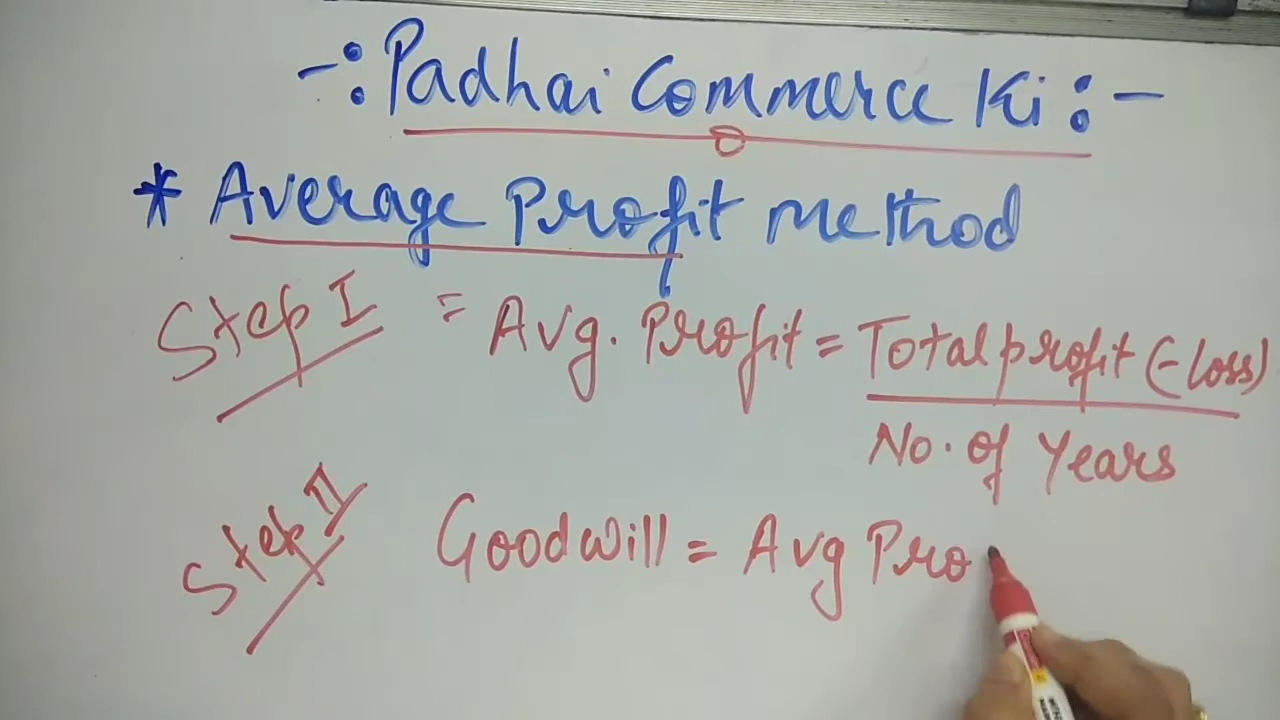 -:Padhai Commerce Ki:-
* Average Profit method
Step I = Avg. Profit = Total profit (-loss)
No. of Years
Step II Goodwill = Avg Pro